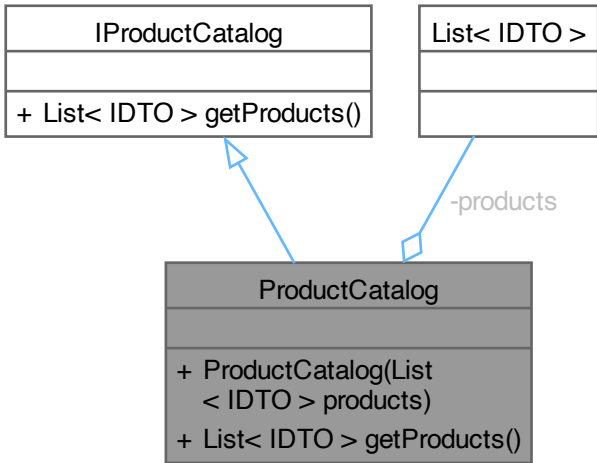 IProductCatalog
+ List< IDTO > getProducts()
List< IDTO >
-products
ProductCatalog
+ ProductCatalog(List
< IDTO > products)
+ List< IDTO > getProducts()